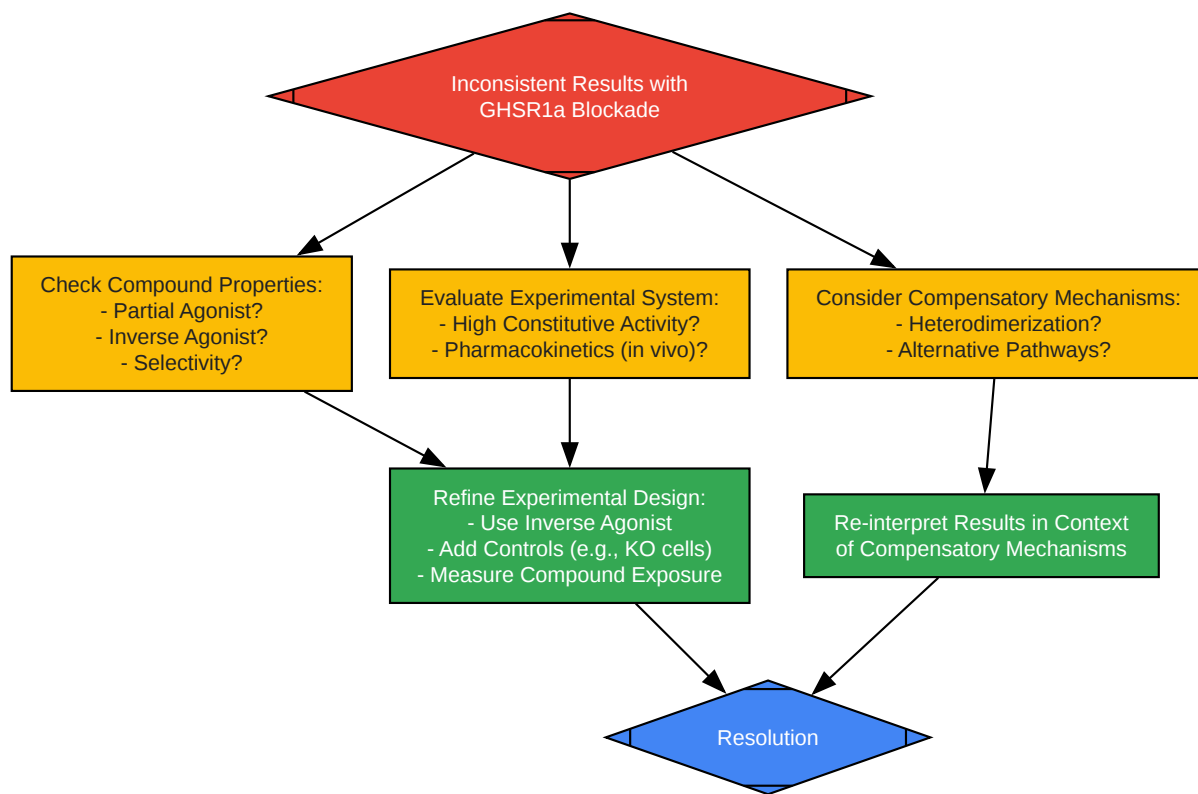 Inconsistent Results with
GHSR1a Blockade
Check Compound Properties:
- Partial Agonist?
- Inverse Agonist?
- Selectivity?
Evaluate Experimental System:
- High Constitutive Activity?
- Pharmacokinetics (in vivo)?
Consider Compensatory Mechanisms:
- Heterodimerization?
- Alternative Pathways?
Refine Experimental Design:
- Use Inverse Agonist
- Add Controls (e.g., KO cells)
- Measure Compound Exposure
Re-interpret Results in Context
of Compensatory Mechanisms
Resolution